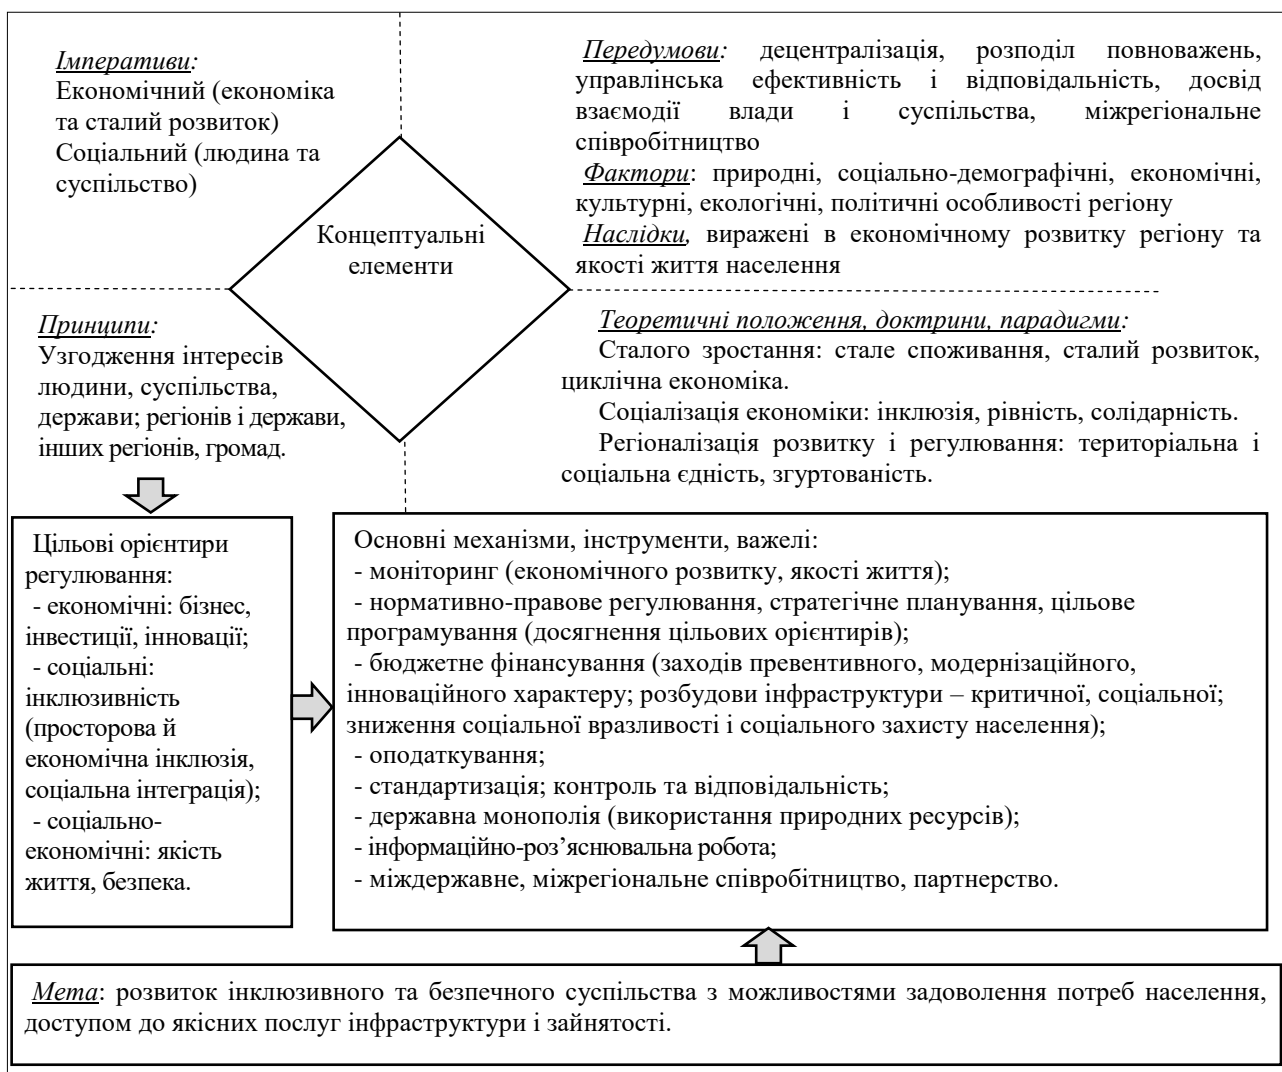 Імперативи:
Економічний (економіка
та сталий розвиток)
Соціальний (людина та
суспільство)
Передумови: децентралізація, розподіл повноважень,
управлінська ефективність і відповідальність, досвід
взаємодії влади і суспільства, міжрегіональне
співробітництво
Фактори: природні, соціально-демографічні, економічні,
культурні, екологічні, політичні особливості регіону
Наслідки, виражені в економічному розвитку регіону та
якості життя населення
Концептуальні
елементи
Принципи:
Узгодження інтересів
людини, суспільства,
держави; регіонів і держави,
інших регіонів, громад.
Теоретичні положення, доктрини, парадигми:
Сталого зростання: стале споживання, сталий розвиток,
циклічна економіка.
Соціалізація економіки: інклюзія, рівність, солідарність.
Регіоналізація розвитку і регулювання: територіальна і
соціальна єдність, згуртованість.
Цільові орієнтири
регулювання:
- економічні: бізнес,
інвестиції, інновації;
- соціальні:
інклюзивність
(просторова й
економічна інклюзія,
соціальна інтеграція);
- соціально-
економічні: якість
життя, безпека.
Основні механізми, інструменти, важелі:
- моніторинг (економічного розвитку, якості життя);
- нормативно-правове регулювання, стратегічне планування, цільове
програмування (досягнення цільових орієнтирів);
- бюджетне фінансування (заходів превентивного, модернізаційного,
інноваційного характеру; розбудови інфраструктури – критичної, соціальної;
зниження соціальної вразливості і соціального захисту населення);
- оподаткування;
- стандартизація; контроль та відповідальність;
- державна монополія (використання природних ресурсів);
- інформаційно-роз’яснювальна робота;
- міждержавне, міжрегіональне співробітництво, партнерство.
Мета: розвиток інклюзивного та безпечного суспільства з можливостями задоволення потреб населення,
доступом до якісних послуг інфраструктури і зайнятості.